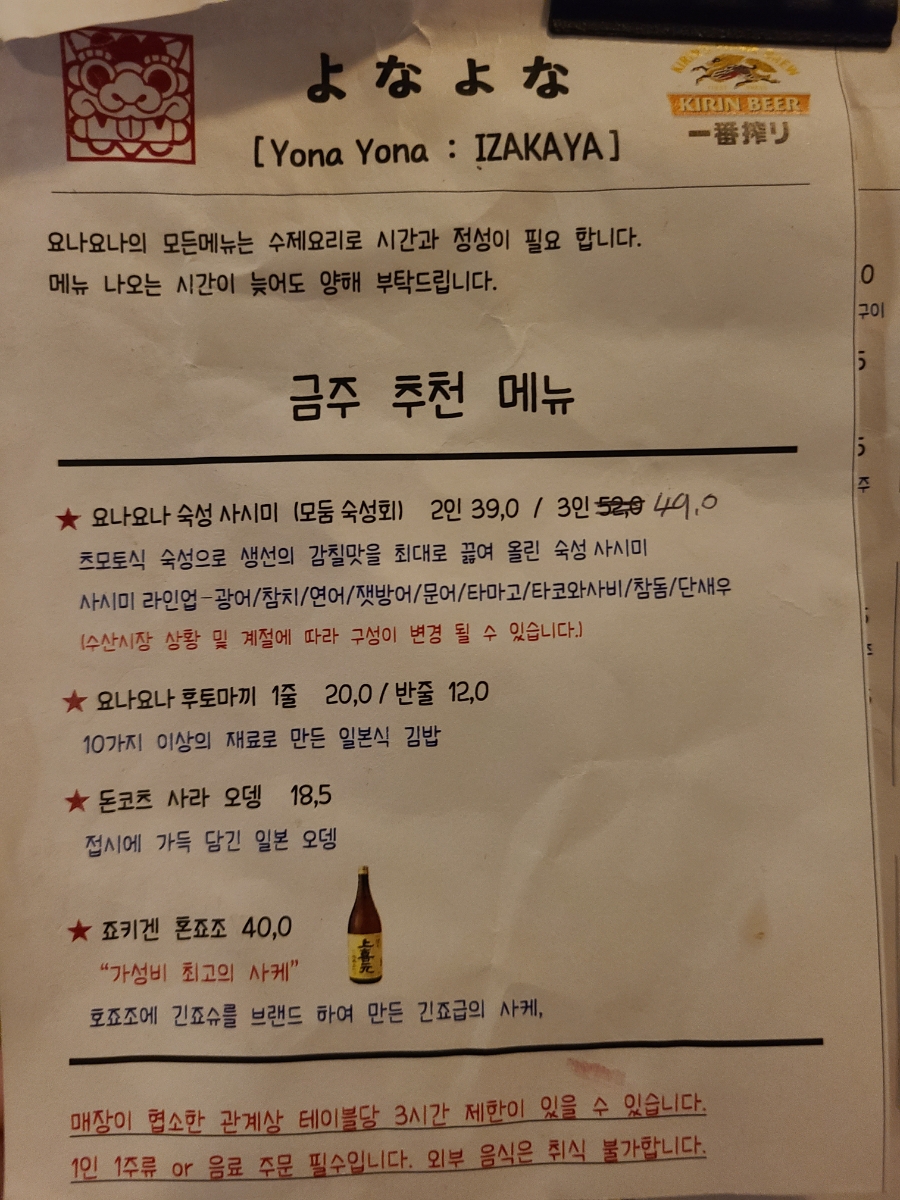 よなよな
KIRIN BEER
一番搾り
[Yona Yona : IZAKAYA]
요나요나의 모든메뉴는 수제요리로 시간과 정성이 필요 합니다.
메뉴 나오는 시간이 늦어도 양해 부탁드립니다.
금주 추천 메뉴
★ 요나요나 숙성 사시미 (모둠 숙성회) 2인 39,0 / 3인 52,0 49,0
츠모토식 숙성으로 생선의 감칠맛을 최대로 끓여 올린 숙성 사시미
사시미 라인업-광어/참치/연어/잿방어/문어/타마고/타코와사비/참돔/단새우
(수산시장 상황 및 계절에 따라 구성이 변경 될 수 있습니다.)
★ 요나요나 후토마끼 1줄 20,0 / 반줄 12,0
10가지 이상의 재료로 만든 일본식 김밥
★ 돈코츠 사라 오뎅 18,5
접시에 가득 담긴 일본 오뎅
★ 죠키겐 혼죠조 40,0
上喜元
"가성비 최고의 사케"
호죠조에 긴죠슈를 브랜드 하여 만든 긴죠급의 사케,
매장이 협소한 관계상 테이블당 3시간 제한이 있을 수 있습니다.
1인 1주류 or 음료 주문 필수입니다. 외부 음식은 취식 불가합니다.
0
구이
5
5
주